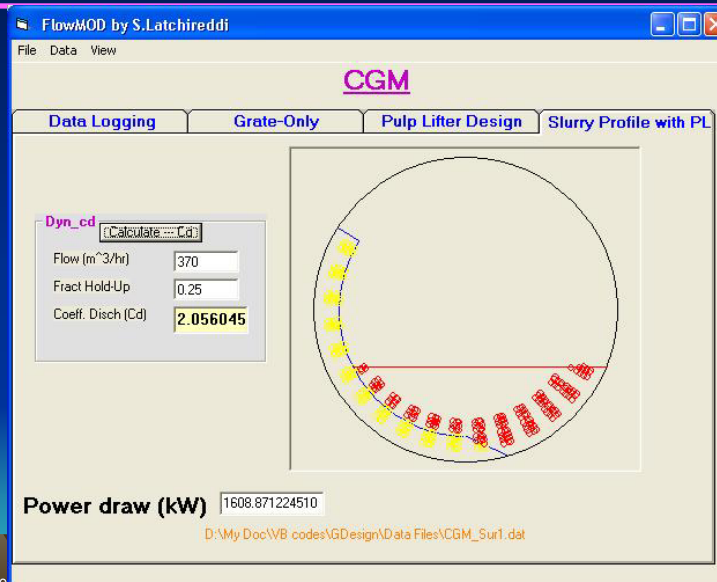 FlowMOD by S.Latchireddi
File Data View
CGM
Data Logging Grate-Only Pulp Lifter Design Slurry Profile with PL
Dyn_cd
Calculate --- Cd
Flow (m^3/hr) 370
Fract Hold-Up 0.25
Coeff. Disch (Cd) 2.056045
Power draw (kW) 1608.871224510
D:\My Doc\VB codes\GDesign\Data Files\CGM_Sur1.dat